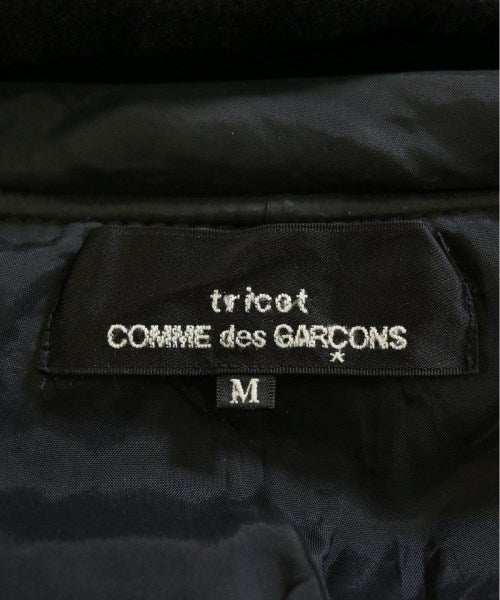 tricot
COMME des GARÇONS
*
M